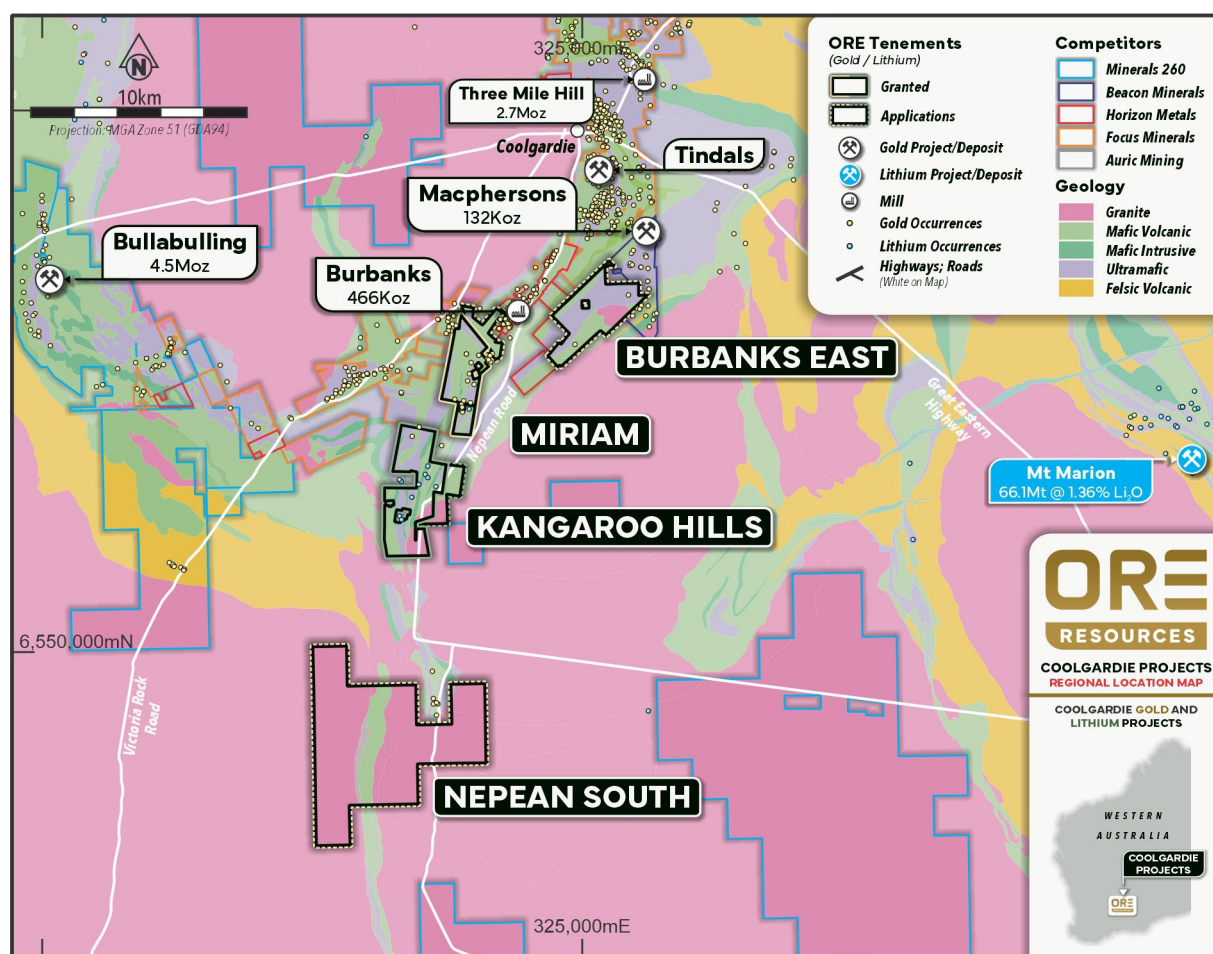 N
10km
Projection: MGA Zone 51 (GDA94)
325,000mE
Three Mile Hill
2.7Moz
Coolgardie
Tindals
Macphersons
132Koz
Bullabulling
4.5Moz
Burbanks
466Koz
BURBANKS EAST
MIRIAM
Nepean Road
KANGAROO HILLS
Great Eastern
Highway
Mt Marion
66.1Mt @ 1.36% Li₂O
6,550,000mN
Victoria Rock
Road
NEPEAN SOUTH
325,000mE
ORE Tenements
(Gold / Lithium)
Granted
Applications
Gold Project/Deposit
Lithium Project/Deposit
Mill
Gold Occurrences
Lithium Occurrences
Highways; Roads
(White on Map)
Competitors
Minerals 260
Beacon Minerals
Horizon Metals
Focus Minerals
Auric Mining
Geology
Granite
Mafic Volcanic
Mafic Intrusive
Ultramafic
Felsic Volcanic
ORE
RESOURCES
COOLGARDIE PROJECTS
REGIONAL LOCATION MAP
COOLGARDIE GOLD AND
LITHIUM PROJECTS
WESTERN
AUSTRALIA
COOLGARDIE
PROJECTS
ORE